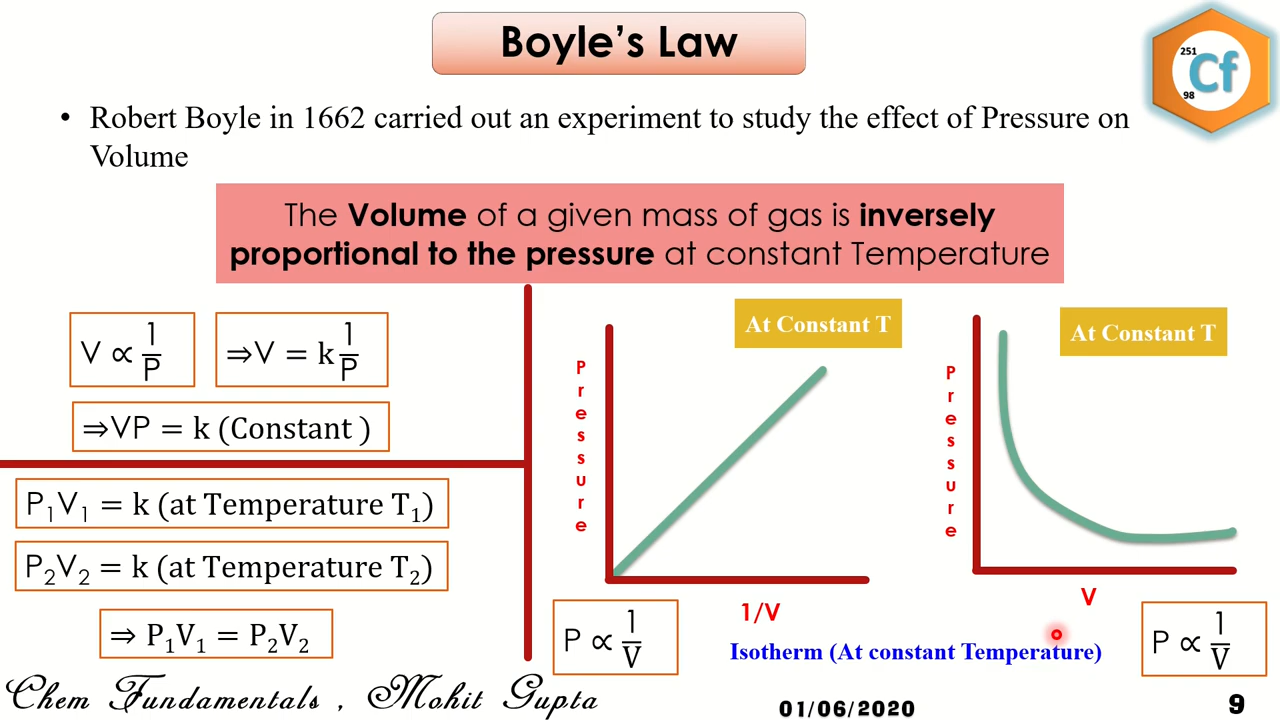 Boyle's Law
251
Cf
98
• Robert Boyle in 1662 carried out an experiment to study the effect of Pressure on
Volume
The Volume of a given mass of gas is inversely
proportional to the pressure at constant Temperature
V ∝ 1/P
⇒V = k 1/P
⇒VP = k (Constant )
P₁V₁ = k (at Temperature T₁)
P₂V₂ = k (at Temperature T₂)
⇒ P₁V₁ = P₂V₂
At Constant T
Pressure
1/V
P ∝ 1/V
At Constant T
Pressure
V
P ∝ 1/V
Isotherm (At constant Temperature)
Chem Fundamentals , Mohit Gupta
01/06/2020
9